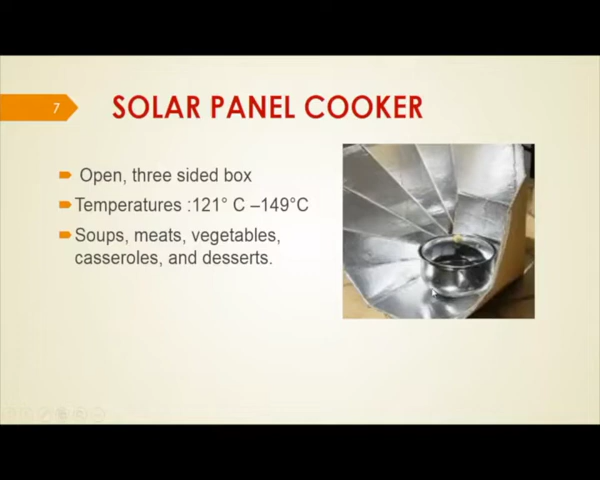 7
SOLAR PANEL COOKER
Open, three sided box
Temperatures :121° C –149°C
Soups, meats, vegetables,
casseroles, and desserts.